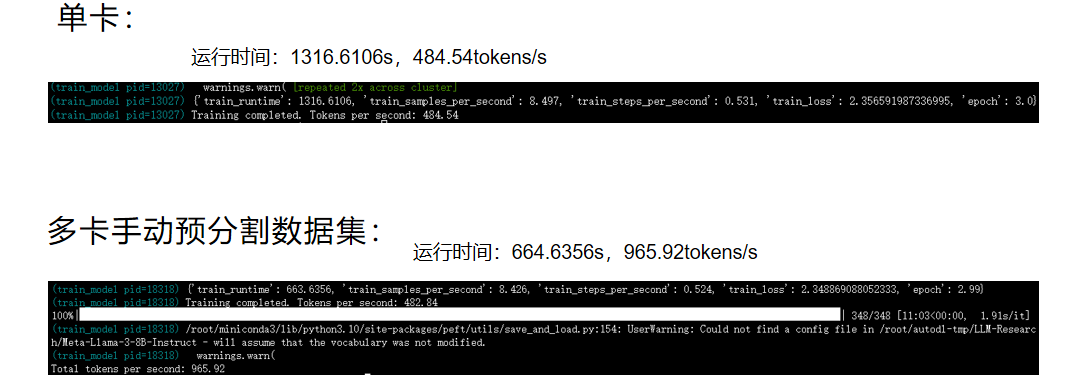 单卡：
运行时间：1316.6106s，484.54tokens/s
(train_model pid=13027)   warnings.warn( [repeated 2x across cluster]
(train_model pid=13027) {'train_runtime': 1316.6106, 'train_samples_per_second': 8.497, 'train_steps_per_second': 0.531, 'train_loss': 2.356591987336995, 'epoch': 3.0}
(train_model pid=13027) Training completed. Tokens per second: 484.54
多卡手动预分割数据集：
运行时间：664.6356s，965.92tokens/s
(train_model pid=18318) {'train_runtime': 663.6356, 'train_samples_per_second': 8.426, 'train_steps_per_second': 0.524, 'train_loss': 2.348869088052333, 'epoch': 2.99}
(train_model pid=18318) Training completed. Tokens per second: 482.84
100%| | 348/348 [11:03<00:00,  1.91s/it]
(train_model pid=18318) /root/miniconda3/lib/python3.10/site-packages/peft/utils/save_and_load.py:154: UserWarning: Could not find a config file in /root/autodl-tmp/LLM-Researc
h/Meta-Llama-3-8B-Instruct - will assume that the vocabulary was not modified.
(train_model pid=18318)   warnings.warn(
Total tokens per second: 965.92